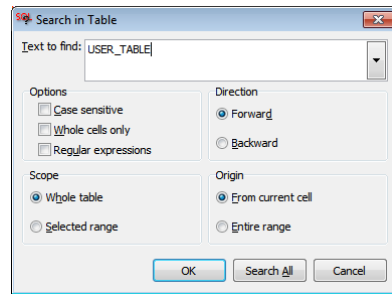 Search in Table
Text to find: USER_TABLE
Options
Case sensitive
Whole cells only
Regular expressions
Direction
Forward
Backward
Scope
Whole table
Selected range
Origin
From current cell
Entire range
OK Search All Cancel